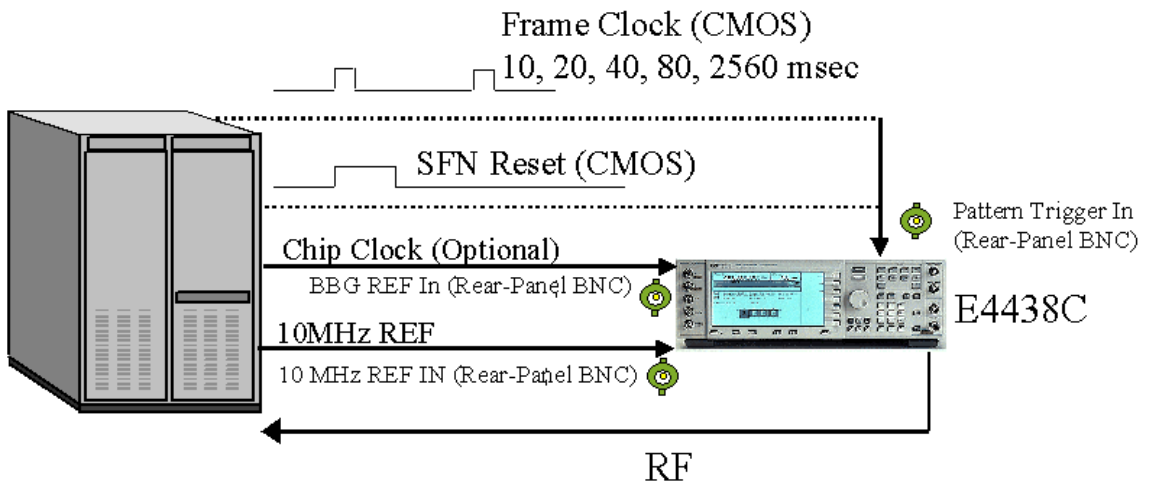 Frame Clock (CMOS)
10, 20, 40, 80, 2560 msec
SFN Reset (CMOS)
Pattern Trigger In
(Rear-Panel BNC)
Chip Clock (Optional)
BBG REF In (Rear-Panel BNC)
E4438C
10MHz REF
10 MHz REF IN (Rear-Panel BNC)
RF